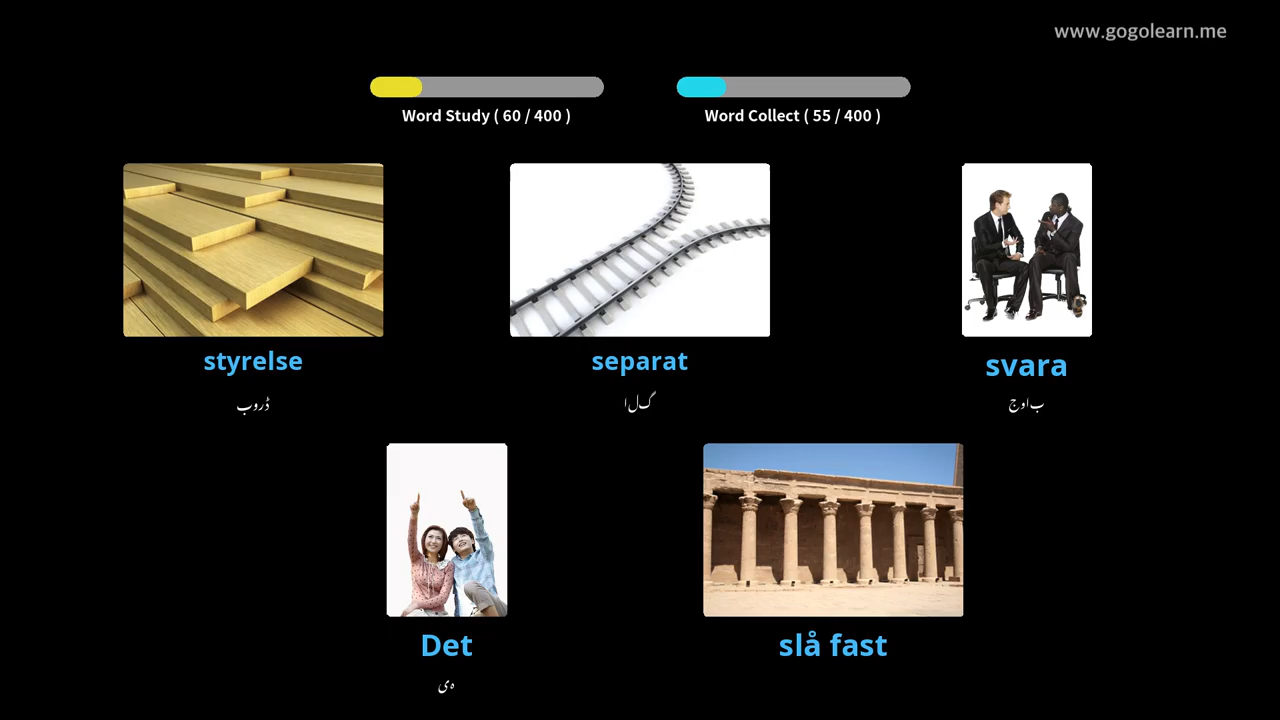 www.gogolearn.me
Word Study ( 60 / 400 )
Word Collect ( 55 / 400 )
styrelse
separat
svara
ڈروب
گلا
باوج
Det
slå fast
ہی